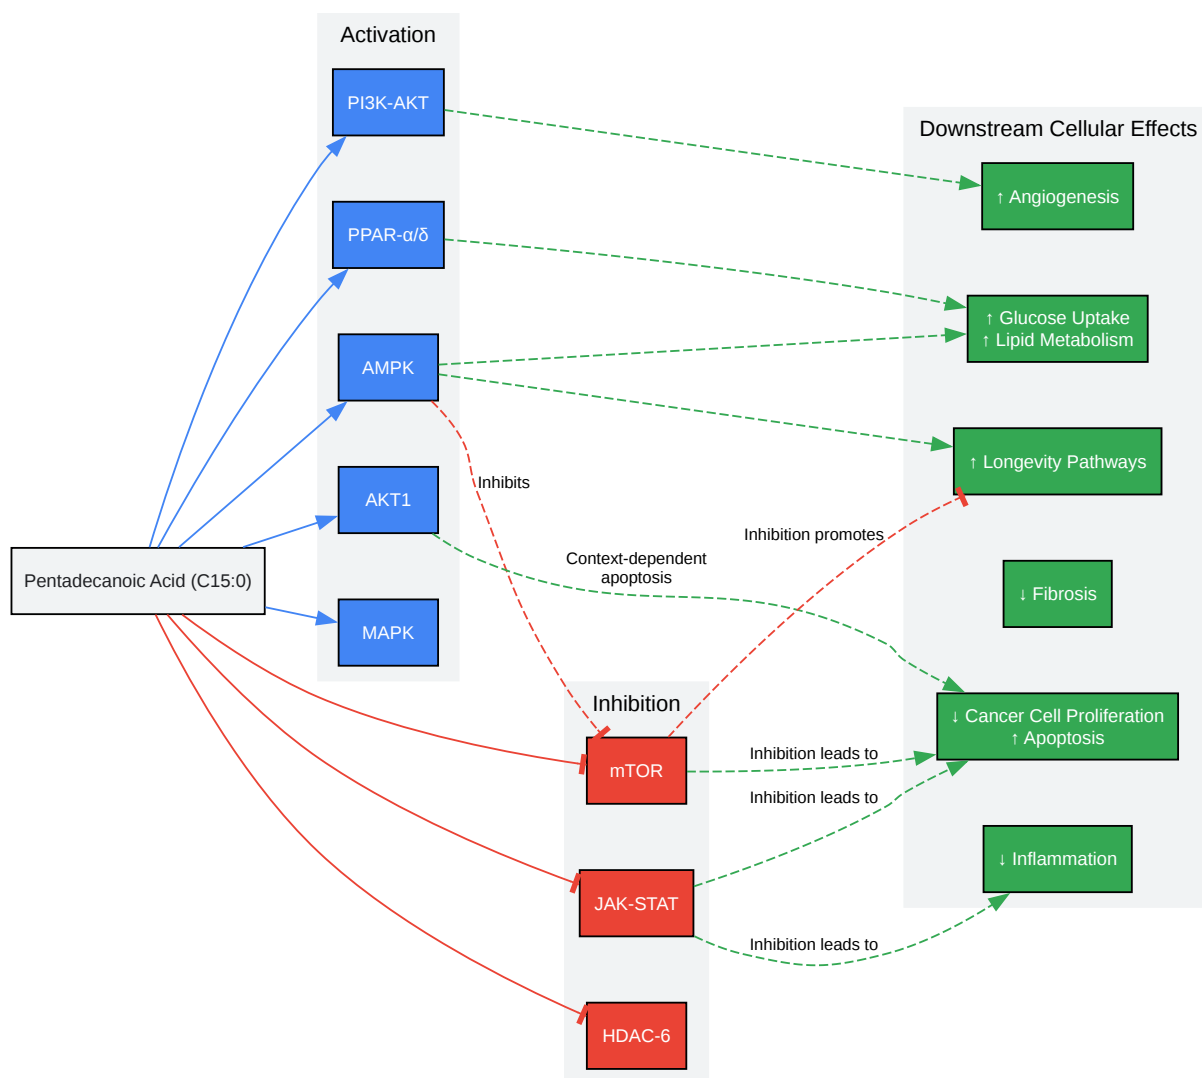 Activation
PI3K-AKT
PPAR-α/δ
AMPK
AKT1
MAPK
Pentadecanoic Acid (C15:0)
Inhibits
Context-dependent
apoptosis
Inhibition promotes
Inhibition
mTOR
JAK-STAT
HDAC-6
Inhibition leads to
Inhibition leads to
Inhibition leads to
Downstream Cellular Effects
↑ Angiogenesis
↑ Glucose Uptake
↑ Lipid Metabolism
↑ Longevity Pathways
↓ Fibrosis
↓ Cancer Cell Proliferation
↑ Apoptosis
↓ Inflammation